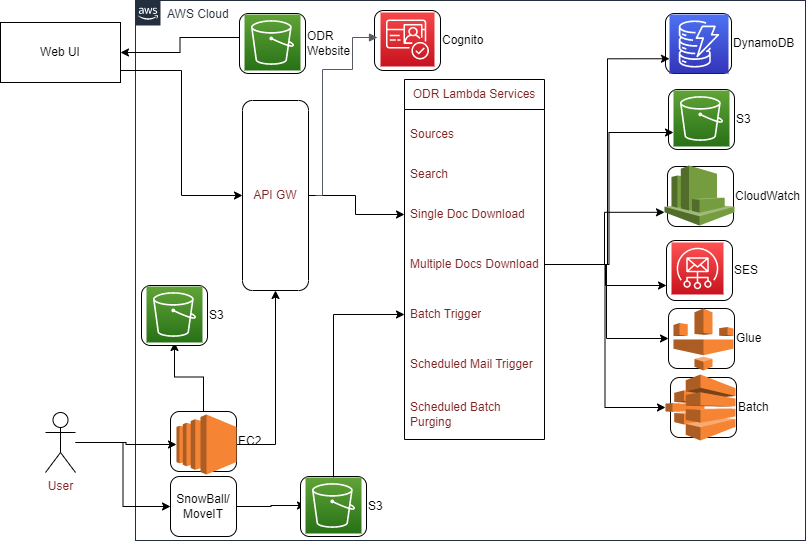 aws
AWS Cloud
Web UI
ODR
Website
Cognito
DynamoDB
ODR Lambda Services
Sources
Search
Single Doc Download
Multiple Docs Download
Batch Trigger
Scheduled Mail Trigger
Scheduled Batch
Purging
API GW
S3
CloudWatch
SES
Glue
Batch
S3
EC2
User
SnowBall/
MoveIT
S3